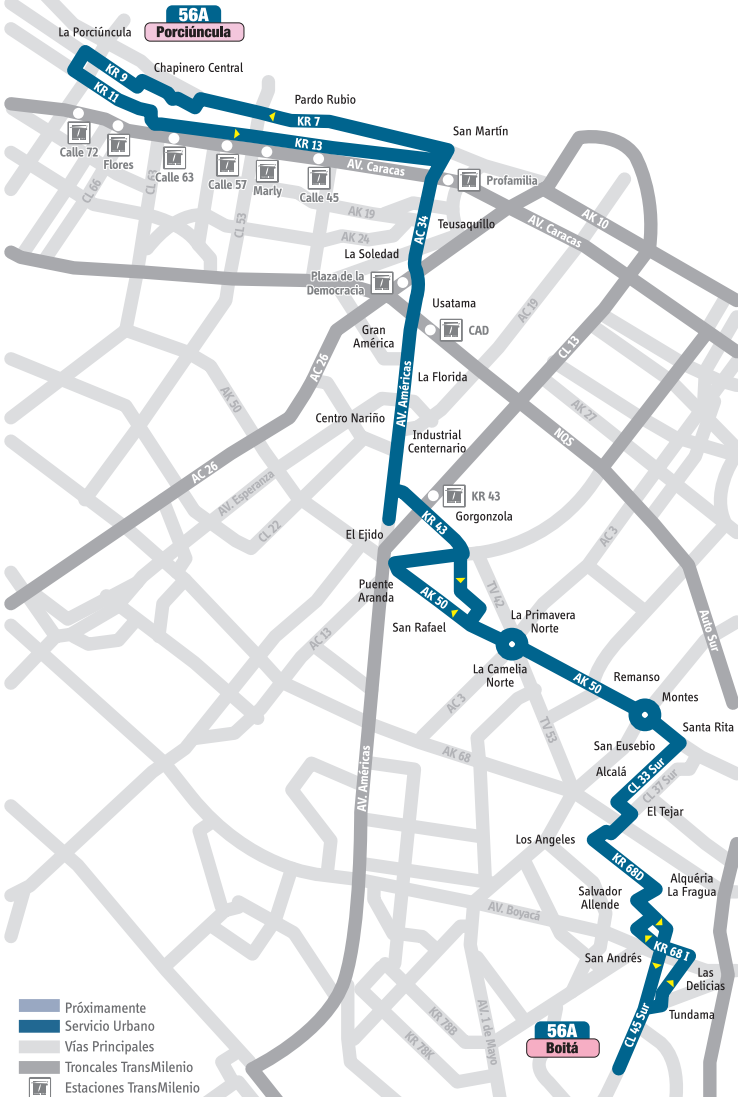 56A
Porciúncula
La Porciúncula
KR 9
Chapinero Central
KR 11
Pardo Rubio
KR 7
San Martín
KR 13
Calle 72
Flores
Calle 63
Calle 57
Marly
Calle 45
AV. Caracas
Profamilia
CL 66
CL 63
CL 53
AK 19
AK 24
AC 34
Teusaquillo
AV. Caracas
AK 10
La Soledad
Plaza de la
Democracia
Usatama
CAD
AC 19
Gran
América
CL 13
AC 26
La Florida
AV. Américas
AK 50
AK 27
Centro Nariño
Industrial
Centenario
NQS
AC 26
AV. Esperanza
KR 43
Gorgonzola
CL 22
KR 43
El Ejido
AC 3
Puente
Aranda
AK 50
TV 42
Auto Sur
San Rafael
La Primavera
Norte
AC 13
La Camelia
Norte
Remanso
AK 50
Montes
AC 3
TV 53
Santa Rita
San Eusebio
AK 68
AV. Américas
Alcalá
CL 33 Sur
CL 37 Sur
El Tejar
Los Angeles
KR 68D
Alquéria
La Fragua
Salvador
Allende
AV. Boyacá
KR 68 I
San Andrés
Las
Delicias
Tundama
CL 45 Sur
KR 78B
KR 78K
AV. 1 de Mayo
56A
Boitá
Próximamente
Servicio Urbano
Vías Principales
Troncales TransMilenio
Estaciones TransMilenio